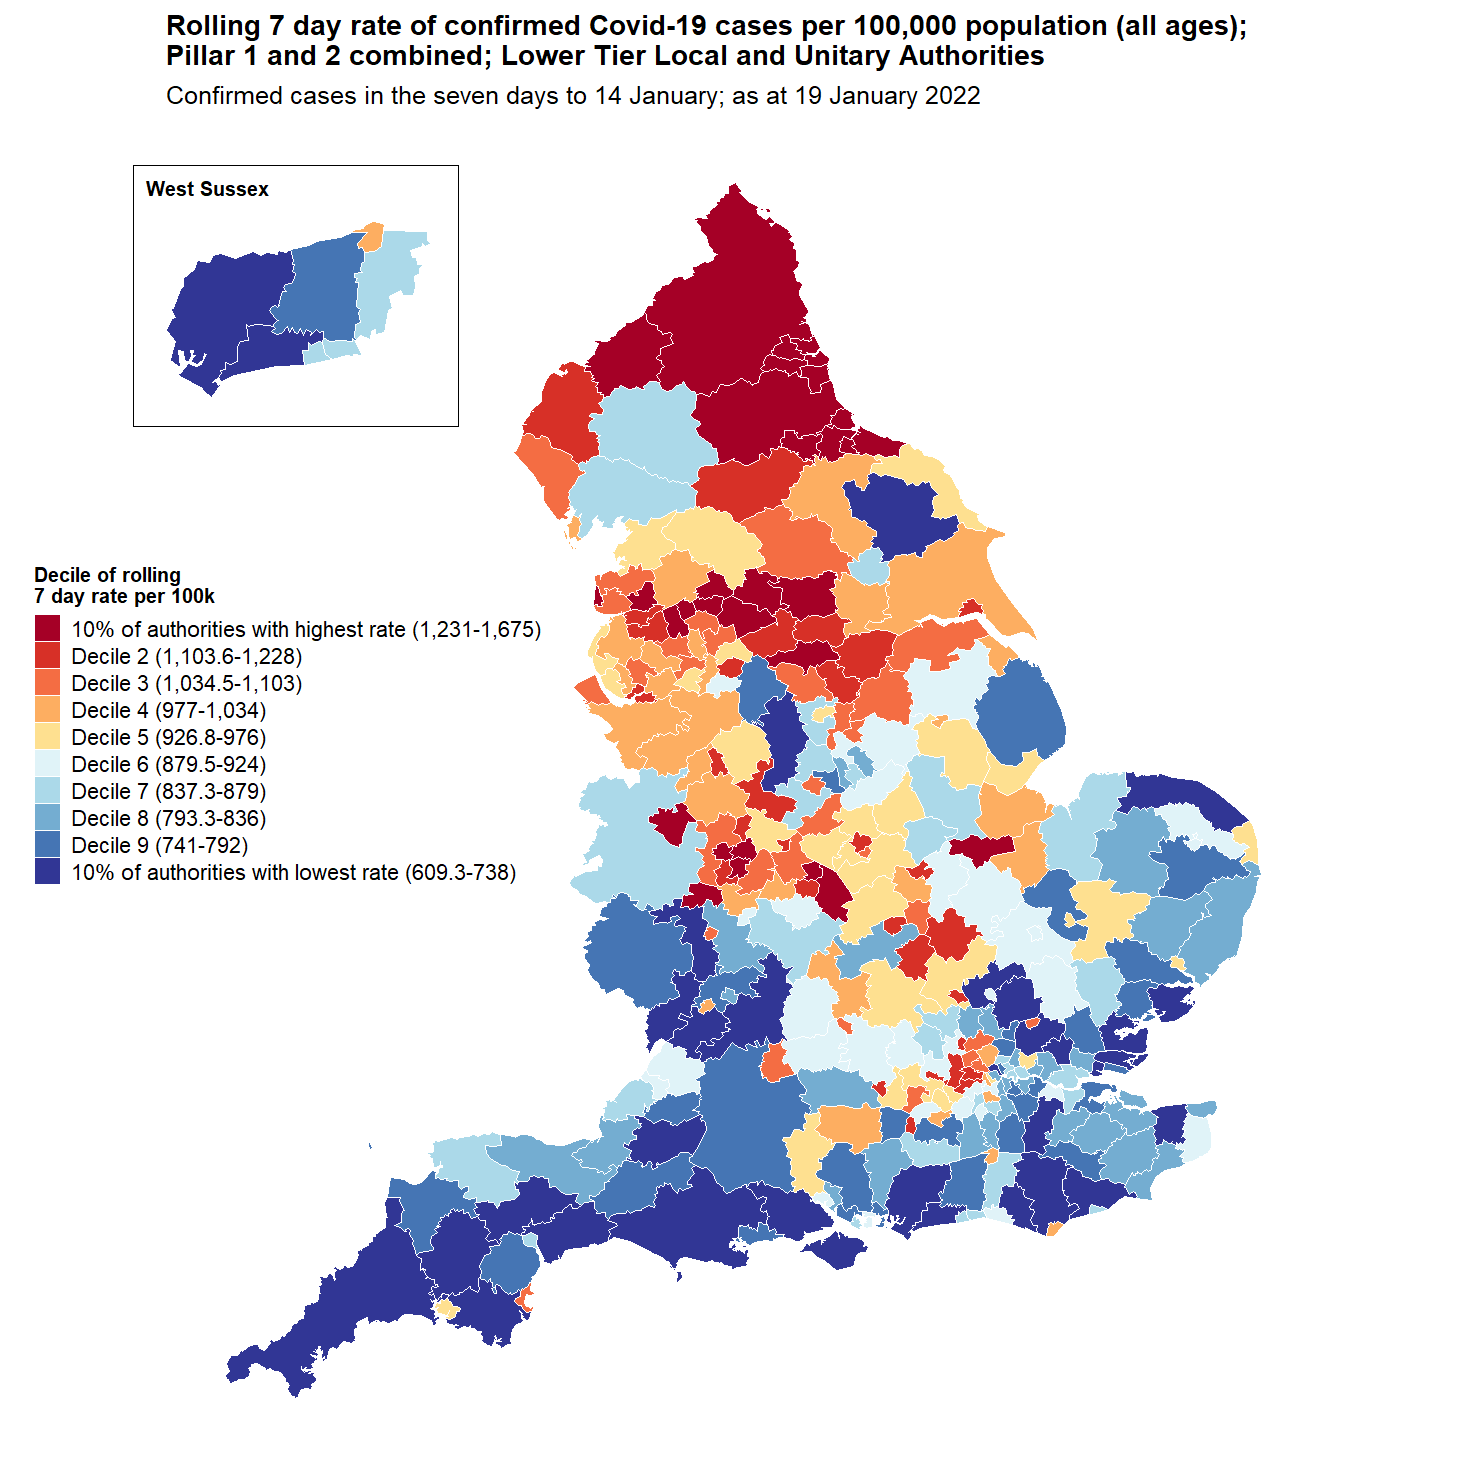 Rolling 7 day rate of confirmed Covid-19 cases per 100,000 population (all ages);
Pillar 1 and 2 combined; Lower Tier Local and Unitary Authorities
Confirmed cases in the seven days to 14 January; as at 19 January 2022
West Sussex
Decile of rolling
7 day rate per 100k
10% of authorities with highest rate (1,231-1,675)
Decile 2 (1,103.6-1,228)
Decile 3 (1,034.5-1,103)
Decile 4 (977-1,034)
Decile 5 (926.8-976)
Decile 6 (879.5-924)
Decile 7 (837.3-879)
Decile 8 (793.3-836)
Decile 9 (741-792)
10% of authorities with lowest rate (609.3-738)